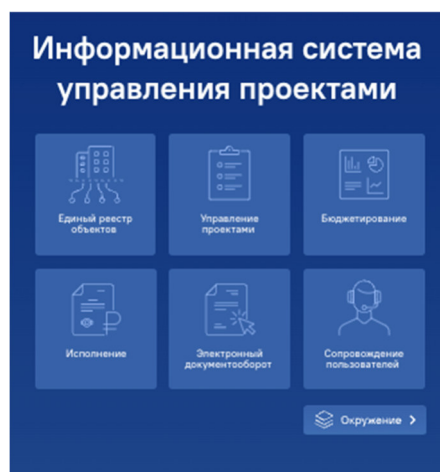 Информационная система
управления проектами
Единый реестр
объектов
Управление
проектами
Бюджетирование
Исполнение
Электронный
документооборот
Сопровождение
пользователей
Окружение